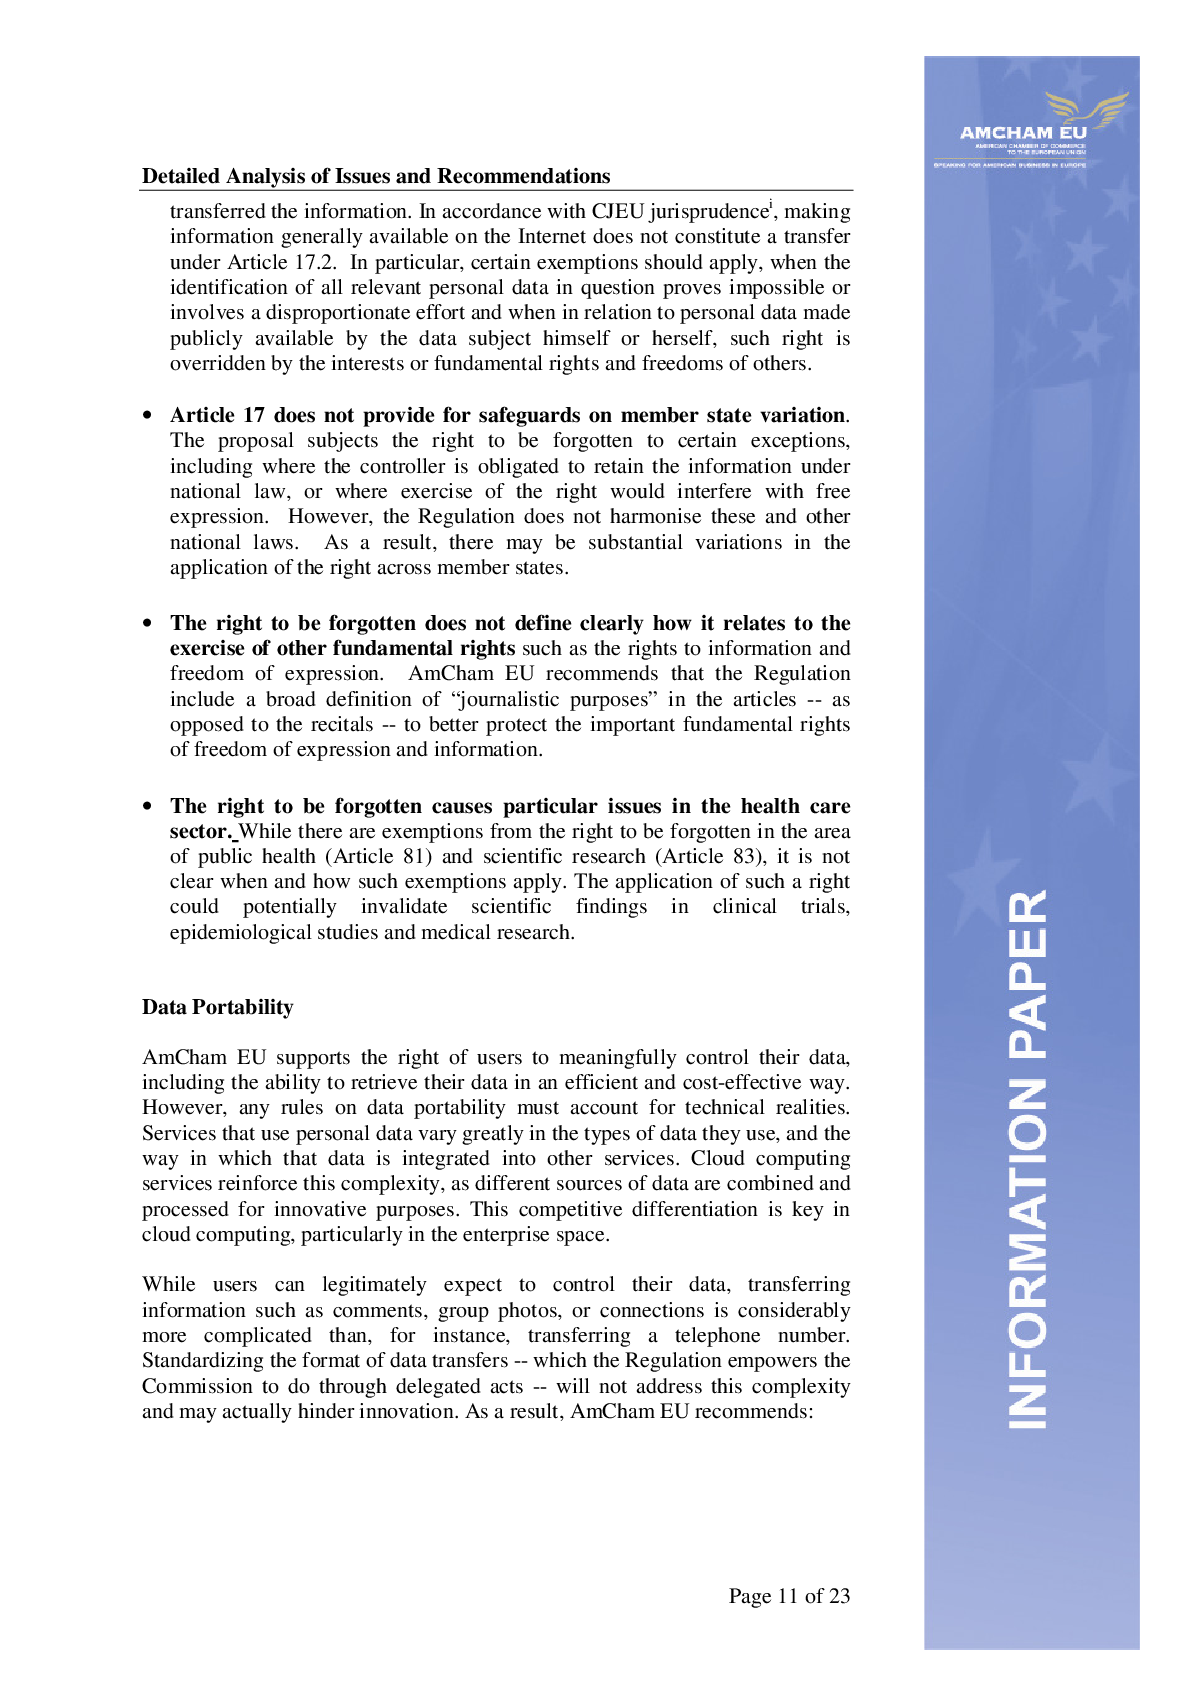 AMCHAM EU
AMERICAN CHAMBER OF COMMERCE
TO THE EUROPEAN UNION
SPEAKING FOR AMERICAN BUSINESS IN EUROPE
Detailed Analysis of Issues and Recommendations
transferred the information. In accordance with CJEU jurisprudenceⁱ, making
information generally available on the Internet does not constitute a transfer
under Article 17.2.  In particular, certain exemptions should apply, when the
identification of all relevant personal data in question proves impossible or
involves a disproportionate effort and when in relation to personal data made
publicly available by the data subject himself or herself, such right is
overridden by the interests or fundamental rights and freedoms of others.
• Article 17 does not provide for safeguards on member state variation.
The proposal subjects the right to be forgotten to certain exceptions,
including where the controller is obligated to retain the information under
national law, or where exercise of the right would interfere with free
expression.  However, the Regulation does not harmonise these and other
national laws.  As a result, there may be substantial variations in the
application of the right across member states.
• The right to be forgotten does not define clearly how it relates to the
exercise of other fundamental rights such as the rights to information and
freedom of expression.  AmCham EU recommends that the Regulation
include a broad definition of “journalistic purposes” in the articles -- as
opposed to the recitals -- to better protect the important fundamental rights
of freedom of expression and information.
• The right to be forgotten causes particular issues in the health care
sector. While there are exemptions from the right to be forgotten in the area
of public health (Article 81) and scientific research (Article 83), it is not
clear when and how such exemptions apply. The application of such a right
could potentially invalidate scientific findings in clinical trials,
epidemiological studies and medical research.
Data Portability
AmCham EU supports the right of users to meaningfully control their data,
including the ability to retrieve their data in an efficient and cost-effective way.
However, any rules on data portability must account for technical realities.
Services that use personal data vary greatly in the types of data they use, and the
way in which that data is integrated into other services. Cloud computing
services reinforce this complexity, as different sources of data are combined and
processed for innovative purposes. This competitive differentiation is key in
cloud computing, particularly in the enterprise space.
While users can legitimately expect to control their data, transferring
information such as comments, group photos, or connections is considerably
more complicated than, for instance, transferring a telephone number.
Standardizing the format of data transfers -- which the Regulation empowers the
Commission to do through delegated acts -- will not address this complexity
and may actually hinder innovation. As a result, AmCham EU recommends:
INFORMATION PAPER
Page 11 of 23